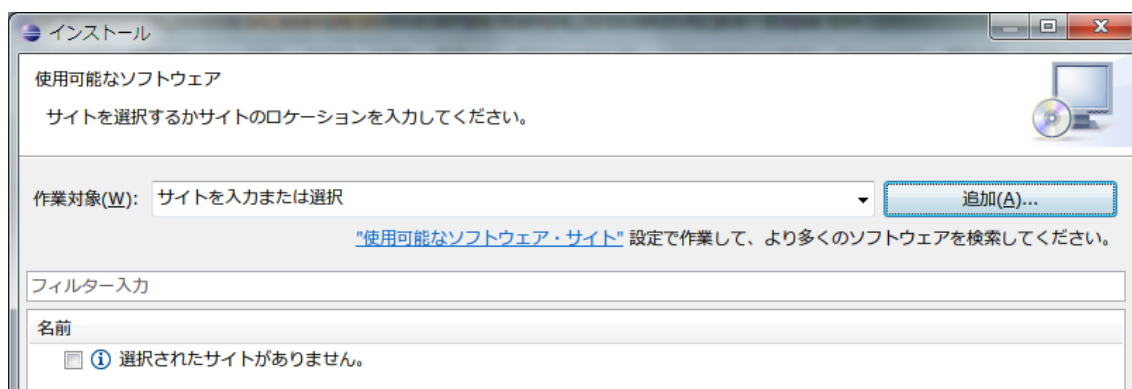 インストール
使用可能なソフトウェア
サイトを選択するかサイトのロケーションを入力してください。
作業対象(W): サイトを入力または選択 追加(A)...
"使用可能なソフトウェア・サイト" 設定で作業して、より多くのソフトウェアを検索してください。
フィルター入力
名前
選択されたサイトがありません。